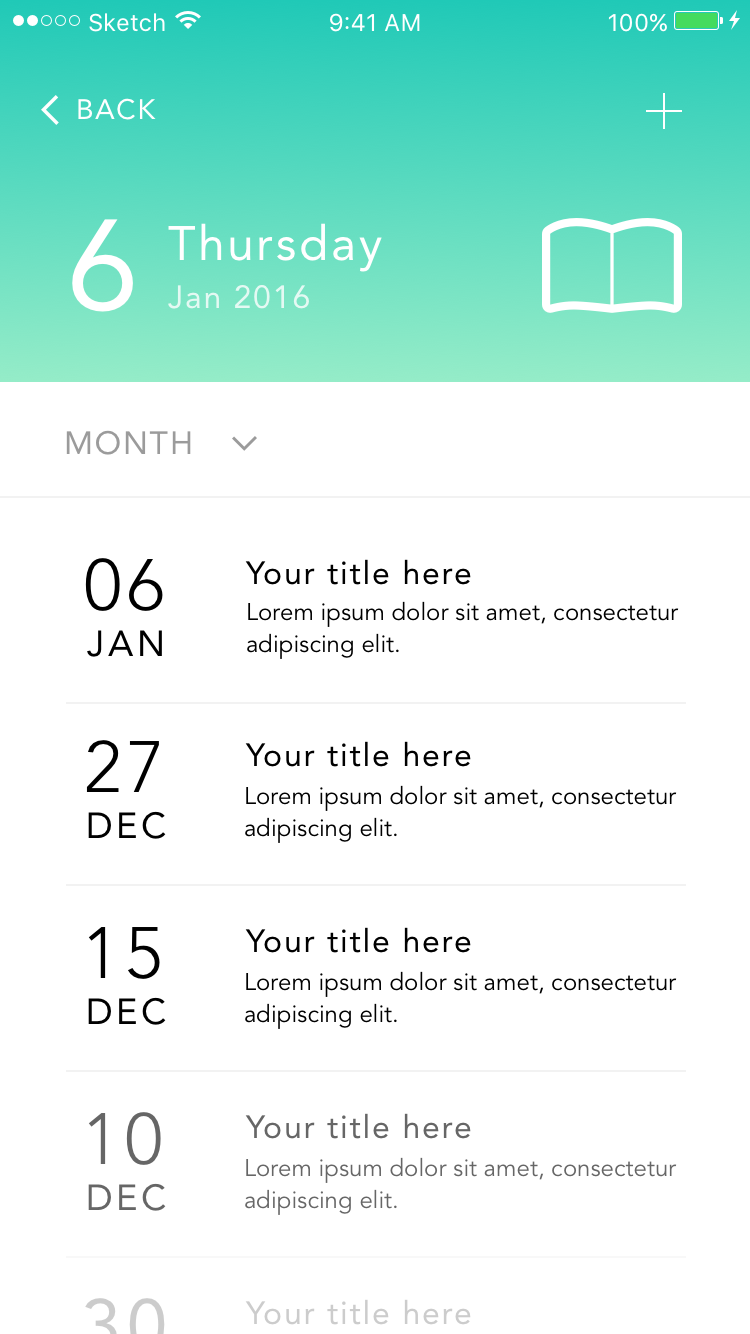 Sketch 9:41 AM 100%
BACK
6 Thursday
Jan 2016
MONTH
06
JAN
Your title here
Lorem ipsum dolor sit amet, consectetur
adipiscing elit.
27
DEC
Your title here
Lorem ipsum dolor sit amet, consectetur
adipiscing elit.
15
DEC
Your title here
Lorem ipsum dolor sit amet, consectetur
adipiscing elit.
10
DEC
Your title here
Lorem ipsum dolor sit amet, consectetur
adipiscing elit.
30
Your title here